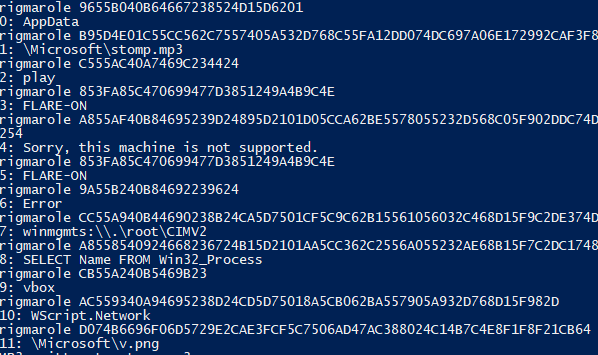 rigmarole 9655B040B64667238524D15D6201
0: AppData
rigmarole B95D4E01C55CC562C7557405A532D768C55FA12DD074DC697A06E172992CAF3F8
1: \Microsoft\stomp.mp3
rigmarole C555AC40A7469C234424
2: play
rigmarole 853FA85C470699477D3851249A4B9C4E
3: FLARE-ON
rigmarole A855AF40B84695239D24895D2101D05CCA62BE5578055232D568C05F902DDC74D
254
4: Sorry, this machine is not supported.
rigmarole 853FA85C470699477D3851249A4B9C4E
5: FLARE-ON
rigmarole 9A55B240B84692239624
6: Error
rigmarole CC55A940B44690238B24CA5D7501CF5C9C62B15561056032C468D15F9C2DE374D
7: winmgmts:\\.\root\CIMV2
rigmarole A8558540924668236724B15D2101AA5CC362C2556A055232AE68B15F7C2DC1748
8: SELECT Name FROM Win32_Process
rigmarole CB55A240B5469B23
9: vbox
rigmarole AC559340A94695238D24CD5D75018A5CB062BA557905A932D768D15F982D
10: WScript.Network
rigmarole D074B6696F06D5729E2CAE3FCF5C7506AD47AC388024C14B7C4E8F1F8F21CB64
11: \Microsoft\v.png